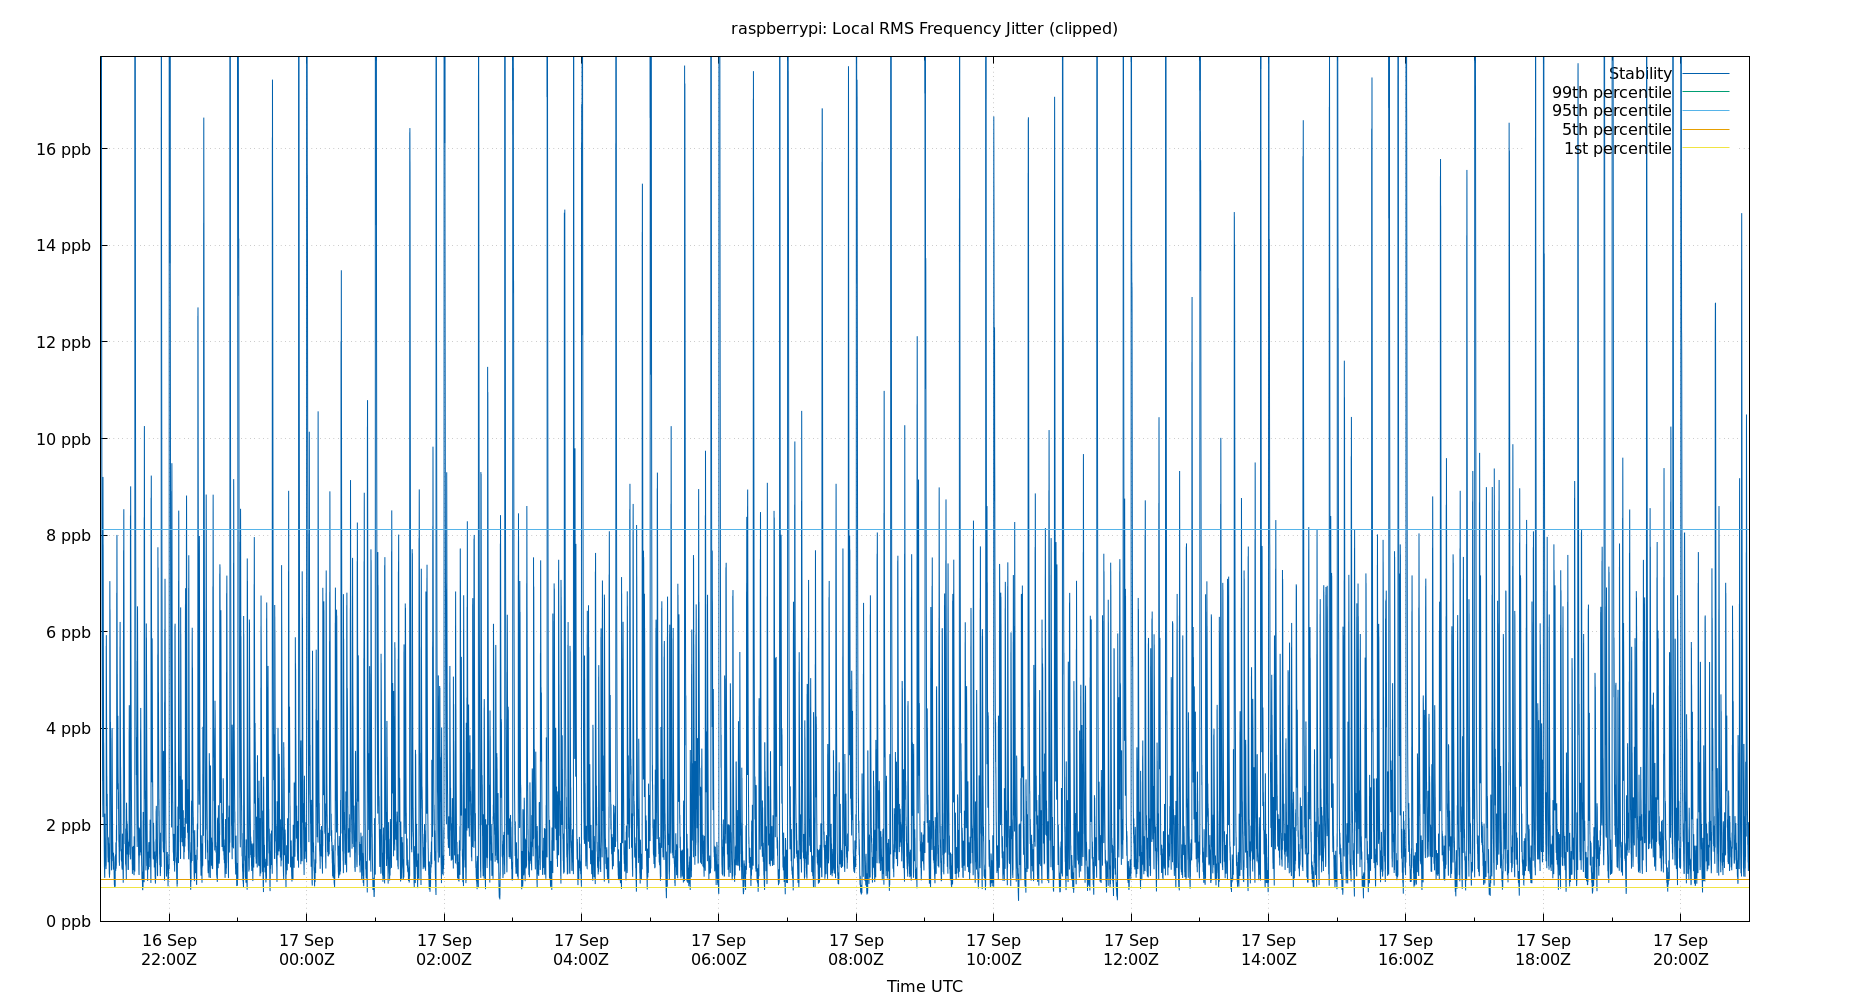 raspberrypi: Local RMS Frequency Jitter (clipped)
Stability
99th percentile
95th percentile
5th percentile
1st percentile
16 ppb
14 ppb
12 ppb
10 ppb
8 ppb
6 ppb
4 ppb
2 ppb
0 ppb
16 Sep 17 Sep 17 Sep 17 Sep 17 Sep 17 Sep 17 Sep 17 Sep 17 Sep 17 Sep 17 Sep 17 Sep
22:00Z 00:00Z 02:00Z 04:00Z 06:00Z 08:00Z 10:00Z 12:00Z 14:00Z 16:00Z 18:00Z 20:00Z
Time UTC